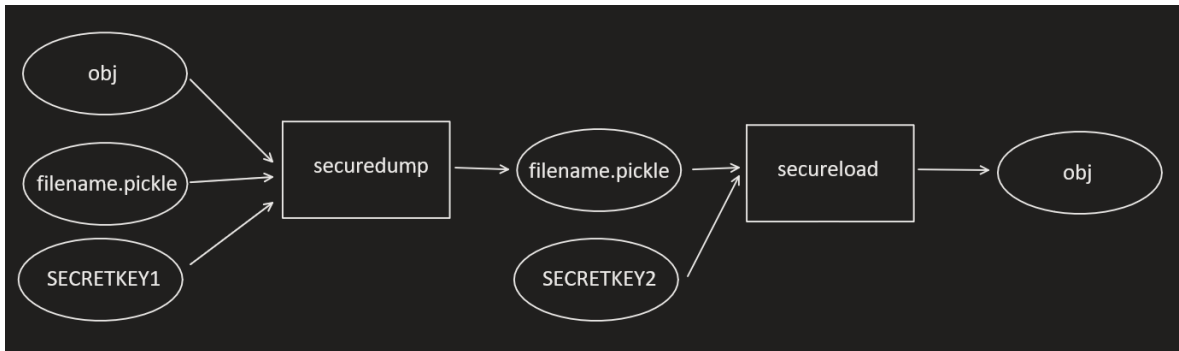 obj
filename.pickle
SECRETKEY1
securedump
filename.pickle
SECRETKEY2
secureload
obj